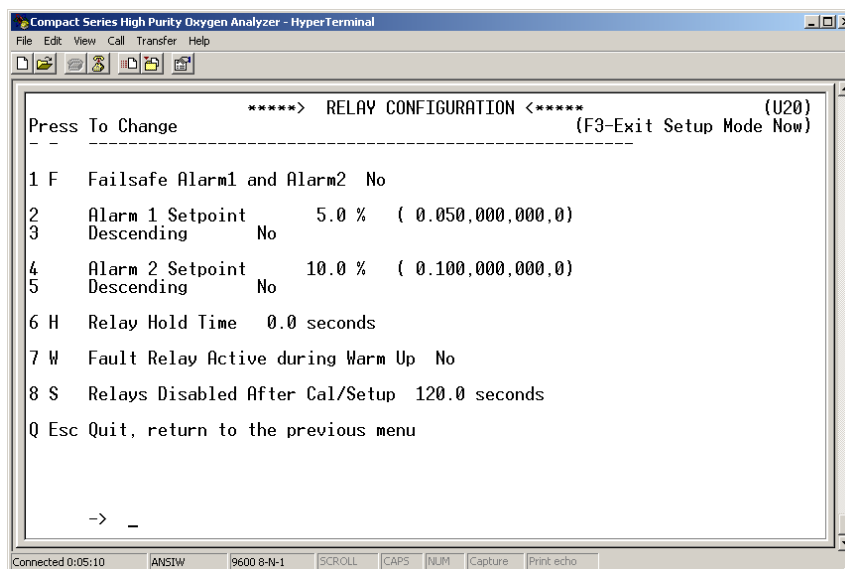 Compact Series High Purity Oxygen Analyzer - HyperTerminal
File Edit View Call Transfer Help
*****> RELAY CONFIGURATION <***** (U20)
Press To Change (F3-Exit Setup Mode Now)
- - ------------------------------------------------------
1 F Failsafe Alarm1 and Alarm2 No
2 Alarm 1 Setpoint 5.0 % ( 0.050,000,000,0)
3 Descending No
4 Alarm 2 Setpoint 10.0 % ( 0.100,000,000,0)
5 Descending No
6 H Relay Hold Time 0.0 seconds
7 W Fault Relay Active during Warm Up No
8 S Relays Disabled After Cal/Setup 120.0 seconds
Q Esc Quit, return to the previous menu
-> _
Connected 0:05:10 ANSIW 9600 8-N-1 SCROLL CAPS NUM Capture Print echo